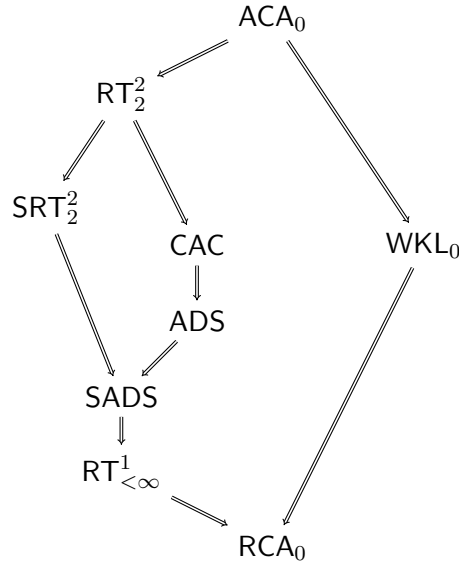 ACA₀
RT²₂
SRT²₂
CAC
WKL₀
ADS
SADS
RT¹<∞
RCA₀